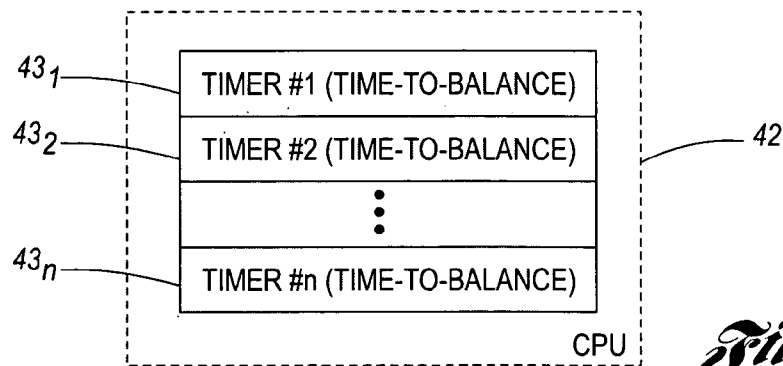 43₁
TIMER #1 (TIME-TO-BALANCE)
43₂
TIMER #2 (TIME-TO-BALANCE)
42
43ₙ
TIMER #n (TIME-TO-BALANCE)
CPU